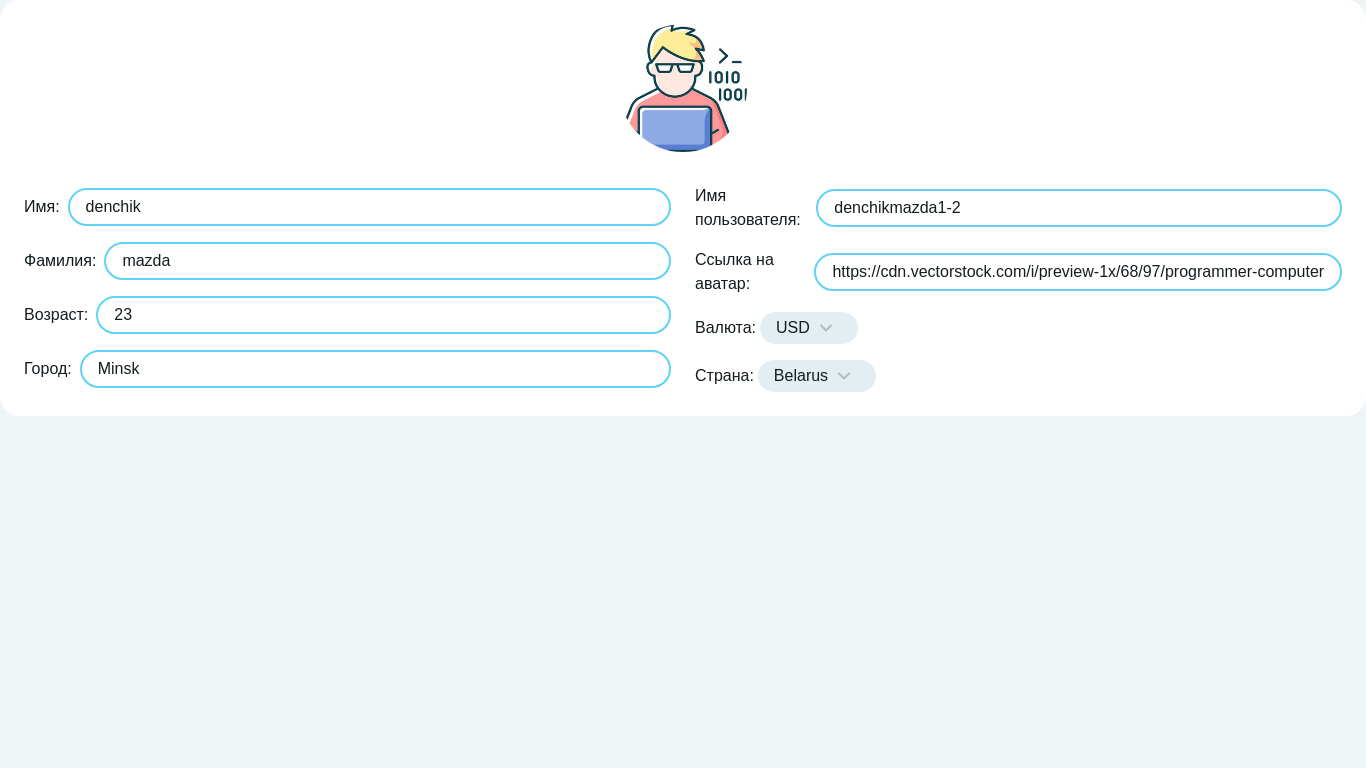 >_
1010
1001
Имя: denchik
Фамилия: mazda
Возраст: 23
Город: Minsk
Имя
пользователя: denchikmazda1-2
Ссылка на
аватар: https://cdn.vectorstock.com/i/preview-1x/68/97/programmer-computer
Валюта: USD
Страна: Belarus